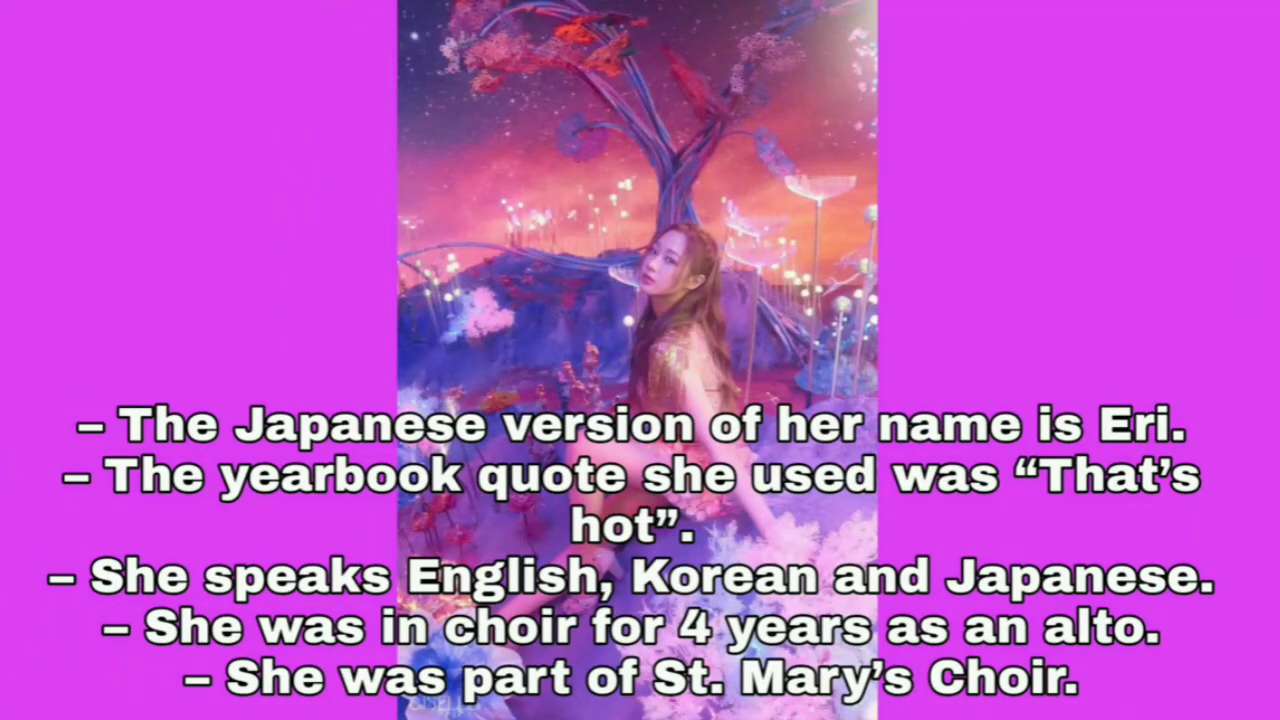 – The Japanese version of her name is Eri.
– The yearbook quote she used was “That’s
hot”.
– She speaks English, Korean and Japanese.
– She was in choir for 4 years as an alto.
– She was part of St. Mary’s Choir.
GISELLE